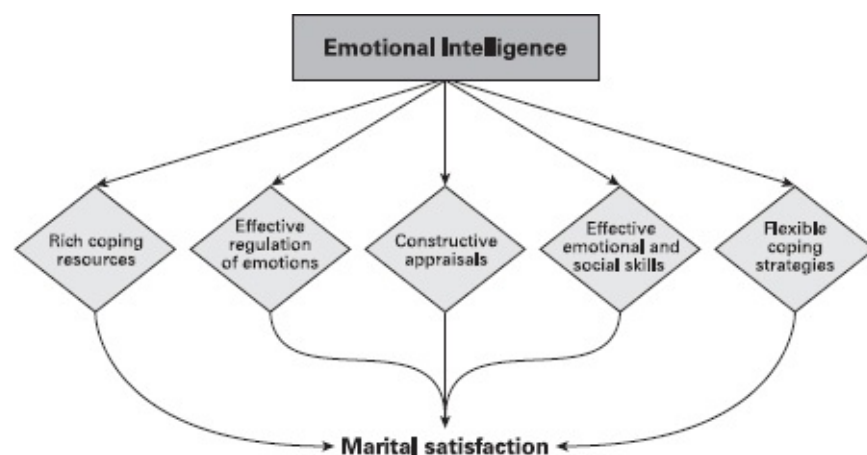 Emotional Intelligence
Rich coping
resources
Effective
regulation
of emotions
Constructive
appraisals
Effective
emotional and
social skills
Flexible
coping
strategies
Marital satisfaction